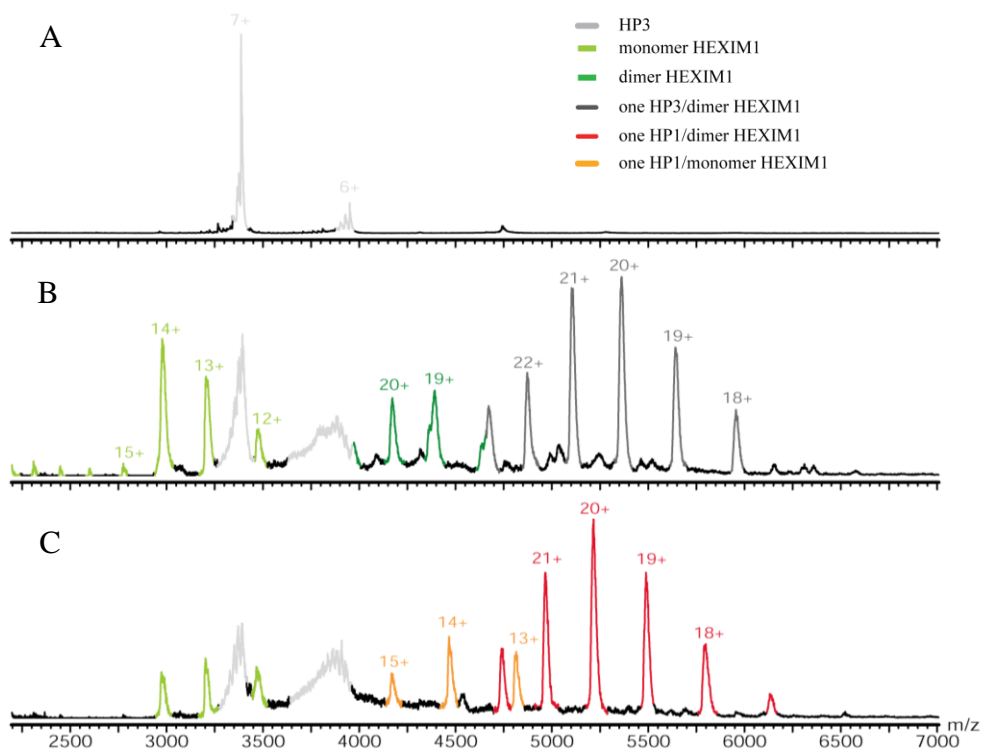 A
7+
6+
HP3
monomer HEXIM1
dimer HEXIM1
one HP3/dimer HEXIM1
one HP1/dimer HEXIM1
one HP1/monomer HEXIM1
B
15+
14+
13+
12+
20+
19+
22+
21+
20+
19+
18+
C
15+
14+
13+
21+
20+
19+
18+
2500 3000 3500 4000 4500 5000 5500 6000 6500 7000 m/z